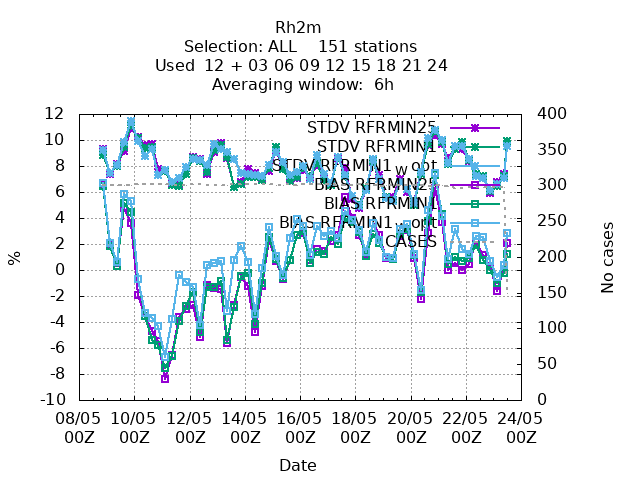 Rh2m
Selection: ALL    151 stations
Used  12 + 03 06 09 12 15 18 21 24
Averaging window:  6h
STDV RFRMIN25
STDV RFRMIN1
STDV RFRMIN1_w_opt
BIAS RFRMIN25
BIAS RFRMIN1
BIAS RFRMIN1_w_opt
CASES
12
10
8
6
4
2
0
-2
-4
-6
-8
-10
%
400
350
300
250
200
150
100
50
0
No cases
08/05 10/05 12/05 14/05 16/05 18/05 20/05 22/05 24/05
00Z 00Z 00Z 00Z 00Z 00Z 00Z 00Z 00Z
Date